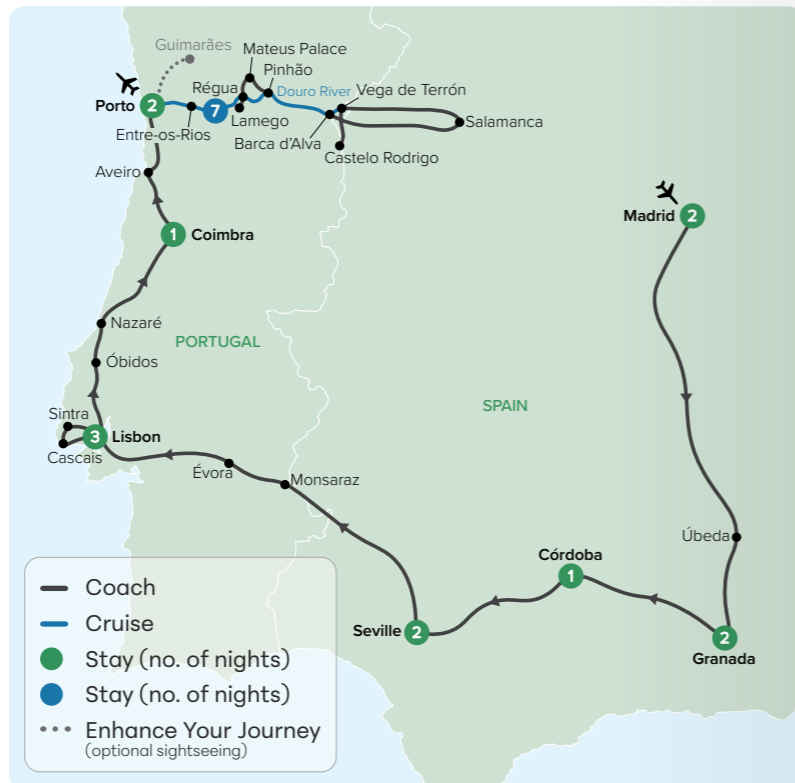 Guimarães
Mateus Palace
Pinhão
Régua
Douro River
Vega de Terrón
Porto
2
7
Entre-os-Rios
Lamego
Salamanca
Barca d'Alva
Castelo Rodrigo
Aveiro
Madrid
2
1
Coimbra
Nazaré
PORTUGAL
Óbidos
SPAIN
Sintra
3
Lisbon
Cascais
Évora
Monsaraz
Úbeda
Córdoba
1
Seville
2
2
Granada
Coach
Cruise
Stay (no. of nights)
Stay (no. of nights)
Enhance Your Journey
(optional sightseeing)